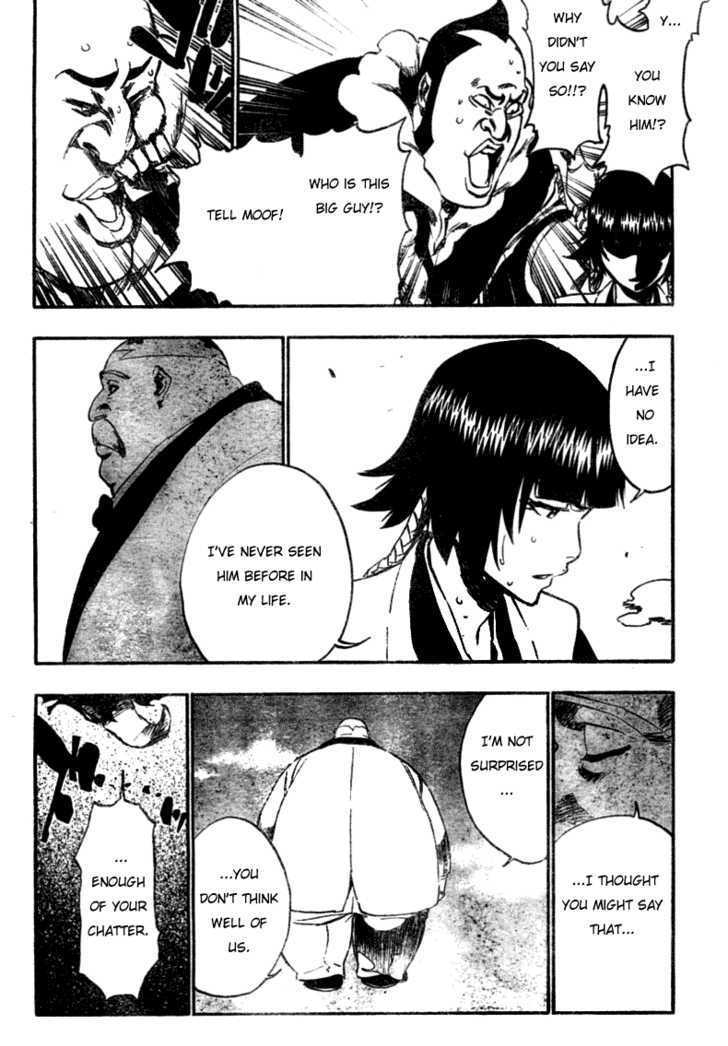 Y...
YOU
KNOW
HIM!?
WHY
DIDN'T
YOU SAY
SO!!?
WHO IS THIS
BIG GUY!?
TELL MOOF!
...I
HAVE
NO
IDEA.
I'VE NEVER SEEN
HIM BEFORE IN
MY LIFE.
...I THOUGHT
YOU MIGHT SAY
THAT...
I'M NOT
SURPRISED
...
...YOU
DON'T THINK
WELL OF
US.
...
ENOUGH
OF YOUR
CHATTER.